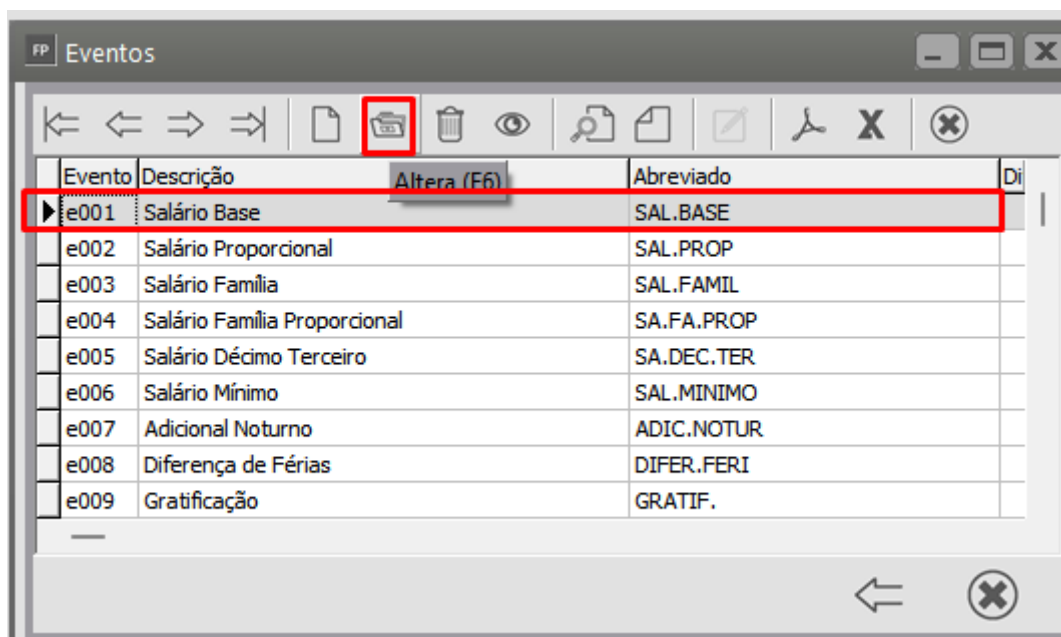 FP Eventos
X
Altera (F6)
Evento Descrição Abreviado Di
e001 Salário Base SAL.BASE
e002 Salário Proporcional SAL.PROP
e003 Salário Família SAL.FAMIL
e004 Salário Família Proporcional SA.FA.PROP
e005 Salário Décimo Terceiro SA.DEC.TER
e006 Salário Mínimo SAL.MINIMO
e007 Adicional Noturno ADIC.NOTUR
e008 Diferença de Férias DIFER.FERI
e009 Gratificação GRATIF.